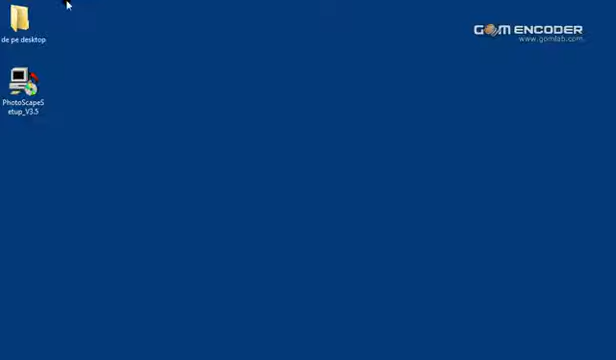 de pe desktop
GOM ENCODER
www.gomlab.com
PhotoScapeS
etup_V3.5